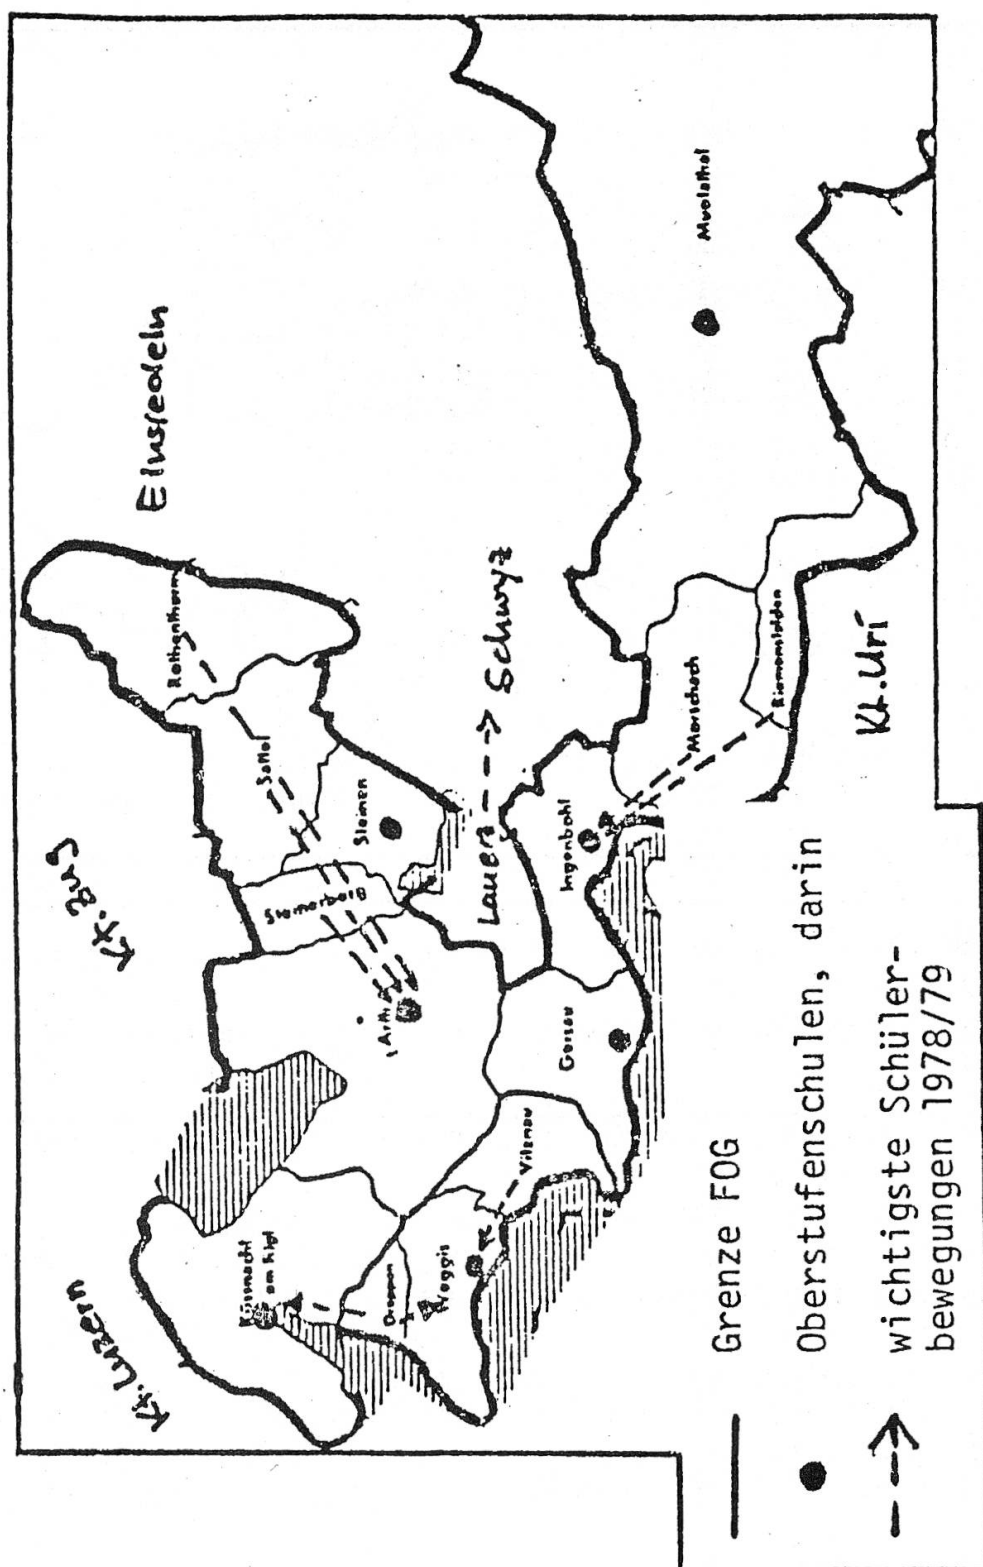 Kt. Luzern
Kt. Zug
Einsiedeln
Rothenthurm
Sattel
Steinen
Steinerberg
Arth
Küssnacht
am Rigi
Greppen
Weggis
Vitznau
Gersau
Lauerz
Schwyz
Ingenbohl
Morschach
Riemenstalden
Muotathal
Kt. Uri
Grenze FOG
Oberstufenschulen, darin
wichtigste Schüler-
bewegungen 1978/79